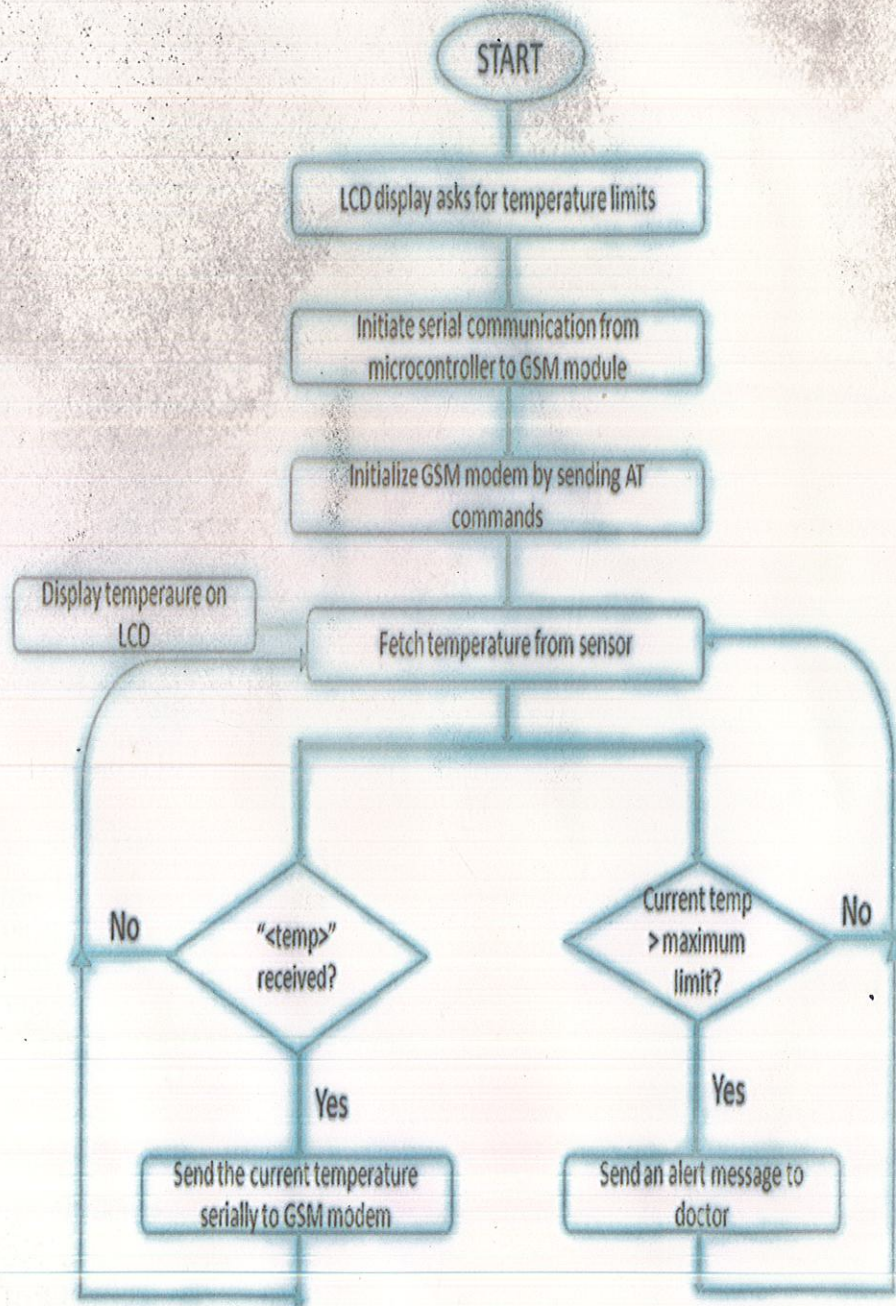 START
LCD display asks for temperature limits
Initiate serial communication from
microcontroller to GSM module
Initialize GSM modem by sending AT
commands
Display temperaure on
LCD
Fetch temperature from sensor
No
"<temp>"
received?
Yes
Send the current temperature
serially to GSM modem
Current temp
>maximum
limit?
No
Yes
Send an alert message to
doctor